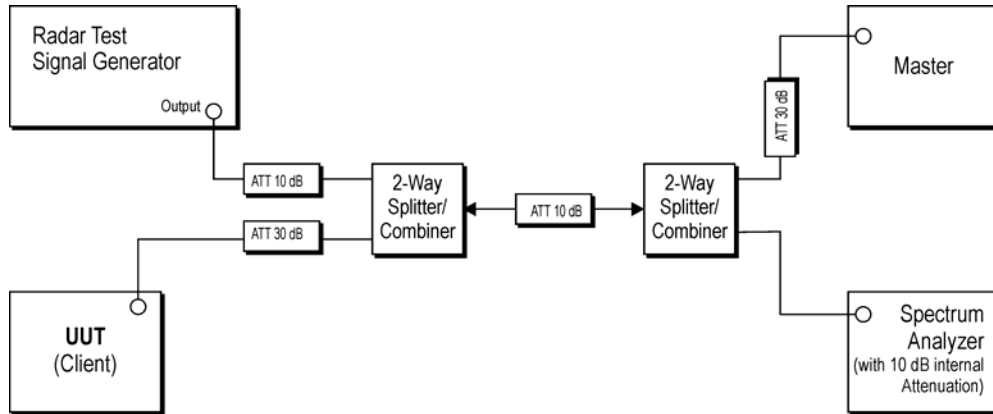 Radar Test
Signal Generator
Output
ATT 10 dB
ATT 30 dB
2-Way
Splitter/
Combiner
ATT 10 dB
2-Way
Splitter/
Combiner
ATT 30 dB
Master
UUT
(Client)
Spectrum
Analyzer
(with 10 dB internal
Attenuation)